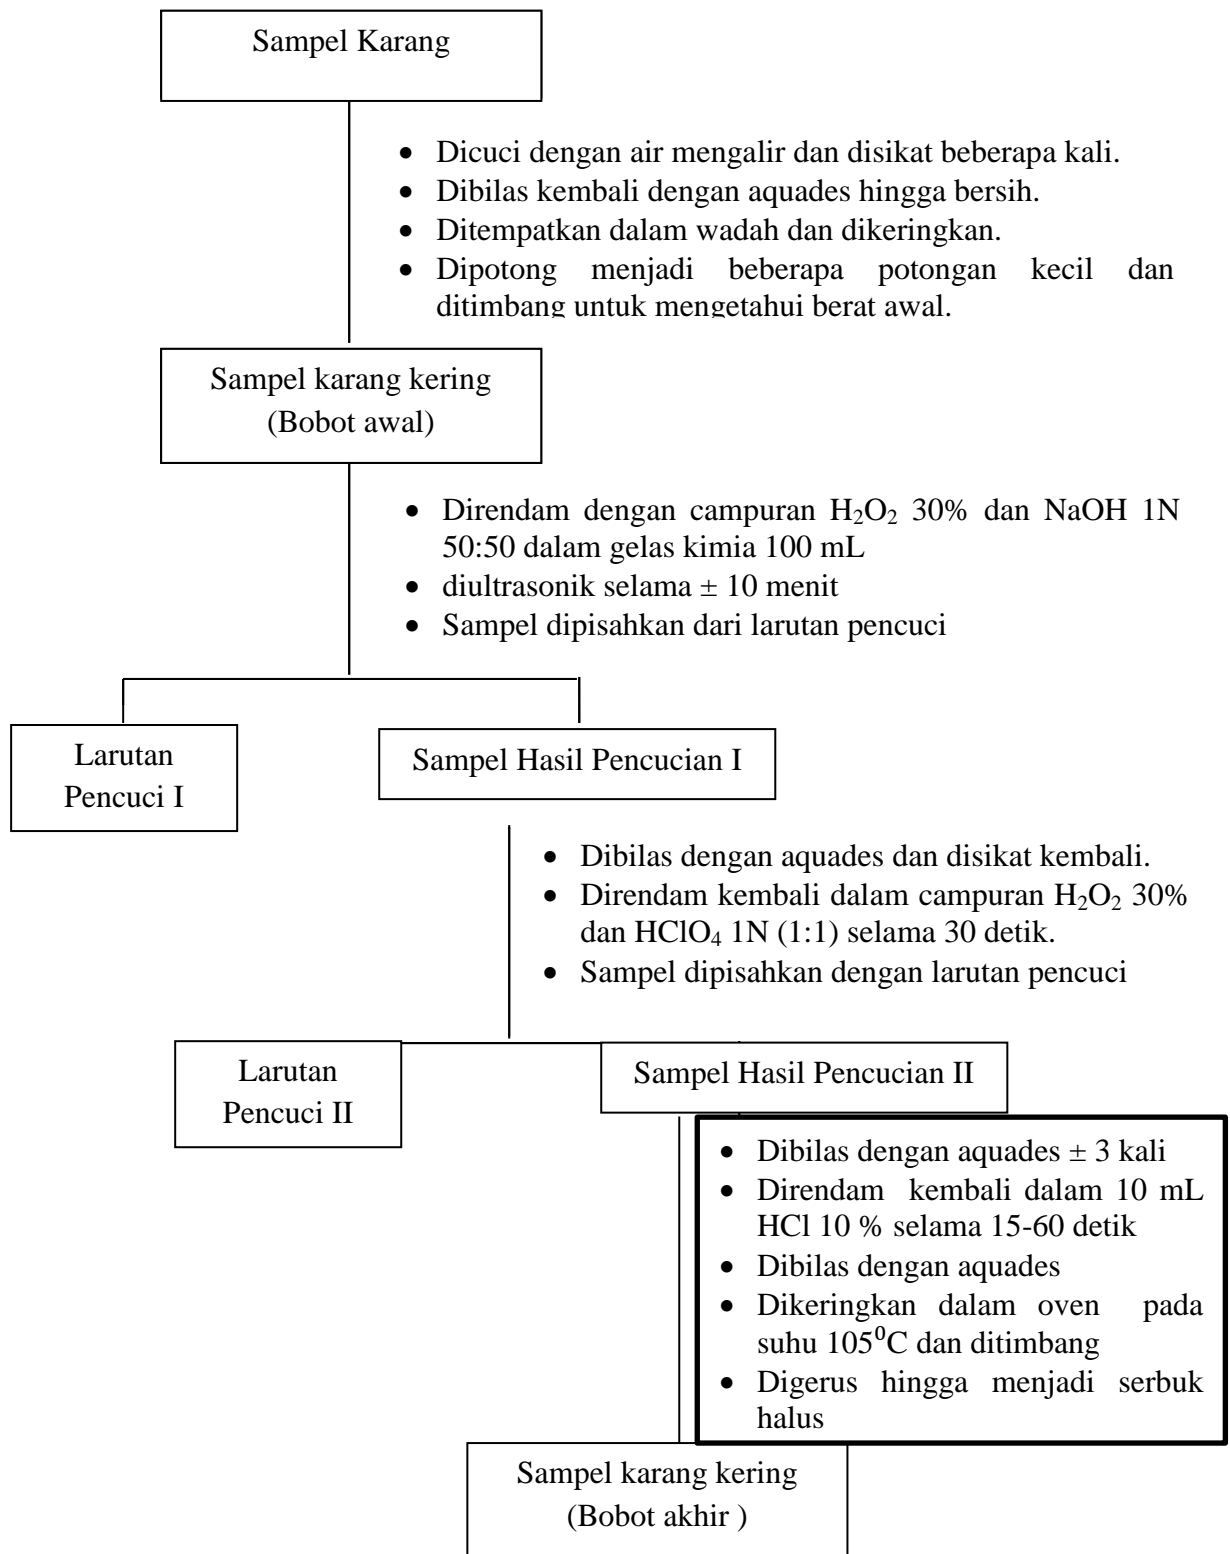 Sampel Karang
• Dicuci dengan air mengalir dan disikat beberapa kali.
• Dibilas kembali dengan aquades hingga bersih.
• Ditempatkan dalam wadah dan dikeringkan.
• Dipotong menjadi beberapa potongan kecil dan
ditimbang untuk mengetahui berat awal.
Sampel karang kering
(Bobot awal)
• Direndam dengan campuran H₂O₂ 30% dan NaOH 1N
50:50 dalam gelas kimia 100 mL
• diultrasonik selama ± 10 menit
• Sampel dipisahkan dari larutan pencuci
Larutan
Pencuci I
Sampel Hasil Pencucian I
• Dibilas dengan aquades dan disikat kembali.
• Direndam kembali dalam campuran H₂O₂ 30%
dan HClO₄ 1N (1:1) selama 30 detik.
• Sampel dipisahkan dengan larutan pencuci
Larutan
Pencuci II
Sampel Hasil Pencucian II
• Dibilas dengan aquades ± 3 kali
• Direndam kembali dalam 10 mL
HCl 10 % selama 15-60 detik
• Dibilas dengan aquades
• Dikeringkan dalam oven pada
suhu 105⁰C dan ditimbang
• Digerus hingga menjadi serbuk
halus
Sampel karang kering
(Bobot akhir )